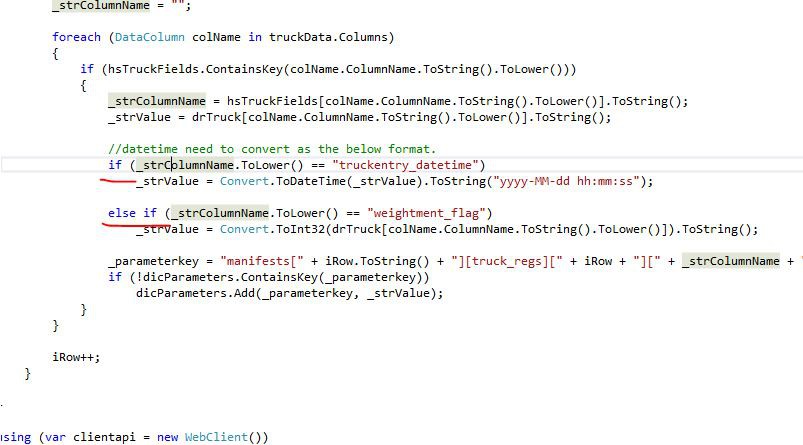 _strColumnName = "";
foreach (DataColumn colName in truckData.Columns)
{
if (hsTruckFields.ContainsKey(colName.ColumnName.ToString().ToLower()))
{
_strColumnName = hsTruckFields[colName.ColumnName.ToString().ToLower()].ToString();
_strValue = drTruck[colName.ColumnName.ToString().ToLower()].ToString();
//datetime need to convert as the below format.
if (_strColumnName.ToLower() == "truckentry_datetime")
_strValue = Convert.ToDateTime(_strValue).ToString("yyyy-MM-dd hh:mm:ss");
else if (_strColumnName.ToLower() == "weightment_flag")
_strValue = Convert.ToInt32(drTruck[colName.ColumnName.ToString().ToLower()]).ToString();
_parameterkey = "manifests[" + iRow.ToString() + "][truck_regs][" + iRow + "][" + _strColumnName + "
if (!dicParameters.ContainsKey(_parameterkey))
dicParameters.Add(_parameterkey, _strValue);
}
}
iRow++;
}
.
using (var clientapi = new WebClient())